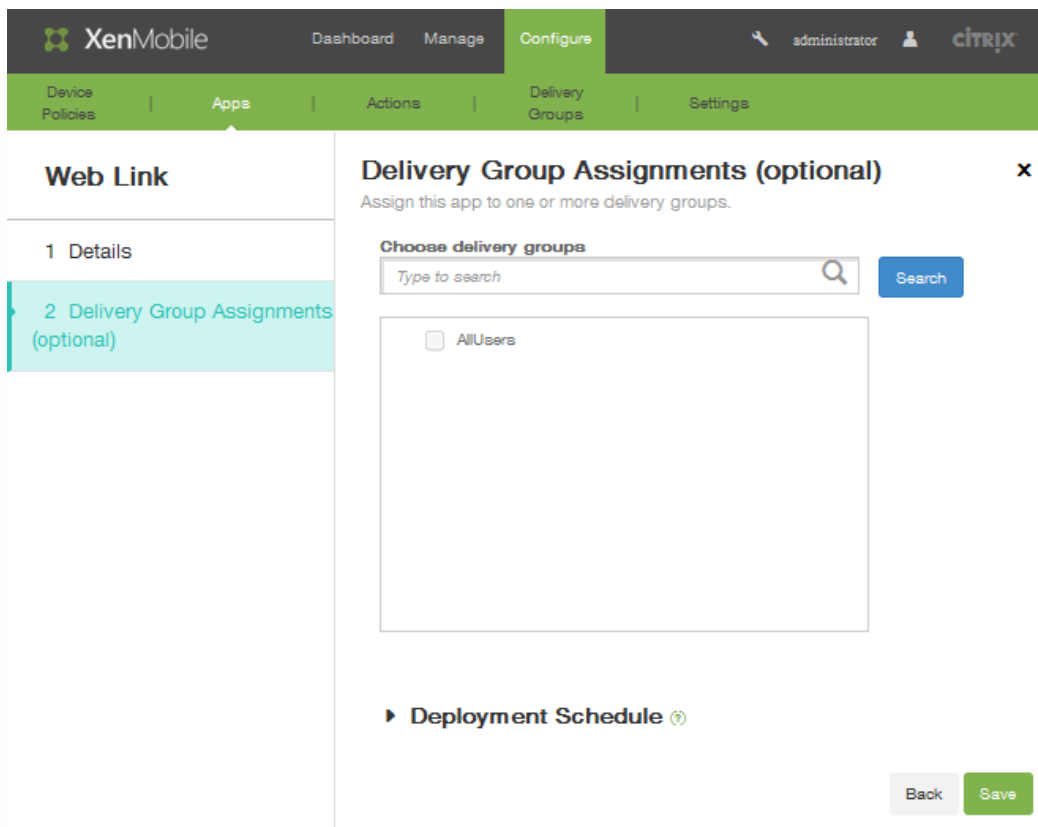 XenMobile Dashboard Manage Configure administrator CİTRIX
Device Policies | Apps | Actions | Delivery Groups | Settings
Web Link
1 Details
2 Delivery Group Assignments
(optional)
Delivery Group Assignments (optional) x
Assign this app to one or more delivery groups.
Choose delivery groups
Type to search Search
AllUsers
Deployment Schedule (?)
Back Save